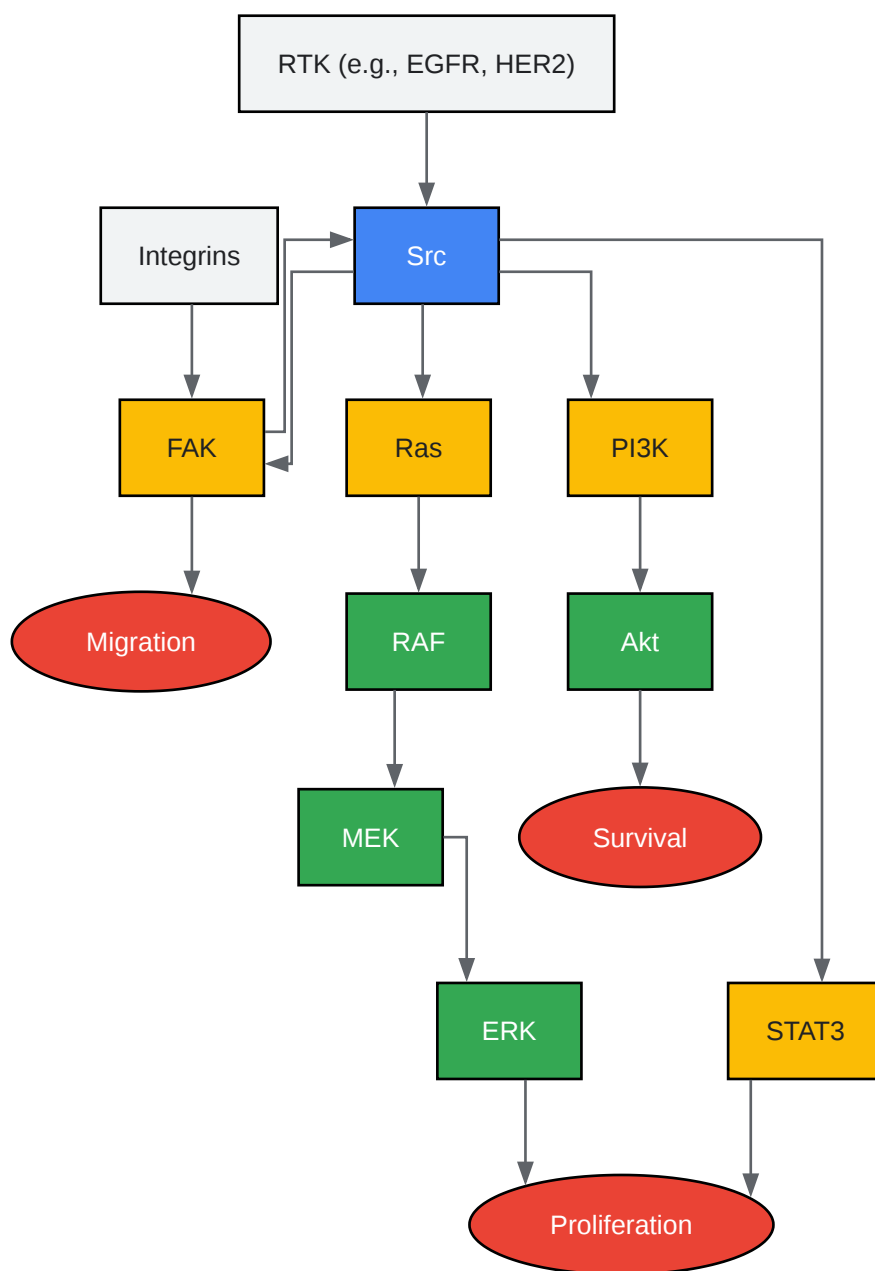 RTK (e.g., EGFR, HER2)
Integrins
Src
FAK
Ras
PI3K
Migration
RAF
Akt
MEK
Survival
ERK
STAT3
Proliferation